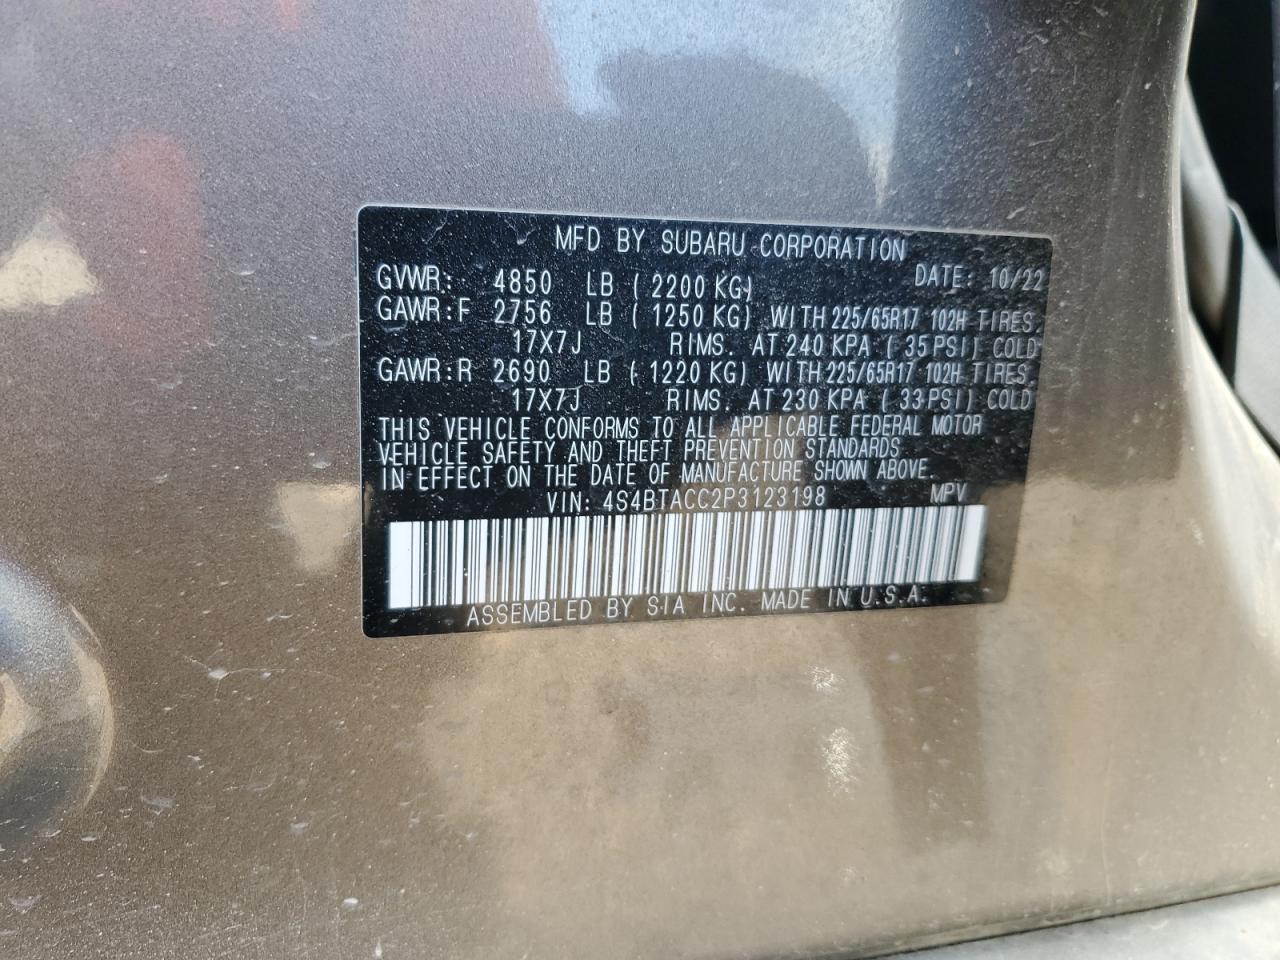 MFD BY SUBARU CORPORATION
GVWR: 4850 LB ( 2200 KG) DATE: 10/22
GAWR:F 2756 LB ( 1250 KG) WITH 225/65R17 102H TIRES.
17X7J RIMS. AT 240 KPA ( 35 PSI) COLD
GAWR:R 2690 LB ( 1220 KG) WITH 225/65R17 102H TIRES.
17X7J RIMS. AT 230 KPA ( 33 PSI) COLD
THIS VEHICLE CONFORMS TO ALL APPLICABLE FEDERAL MOTOR
VEHICLE SAFETY AND THEFT PREVENTION STANDARDS
IN EFFECT ON THE DATE OF MANUFACTURE SHOWN ABOVE.
VIN: 4S4BTACC2P3123198 MPV
ASSEMBLED BY SIA INC. MADE IN U.S.A.